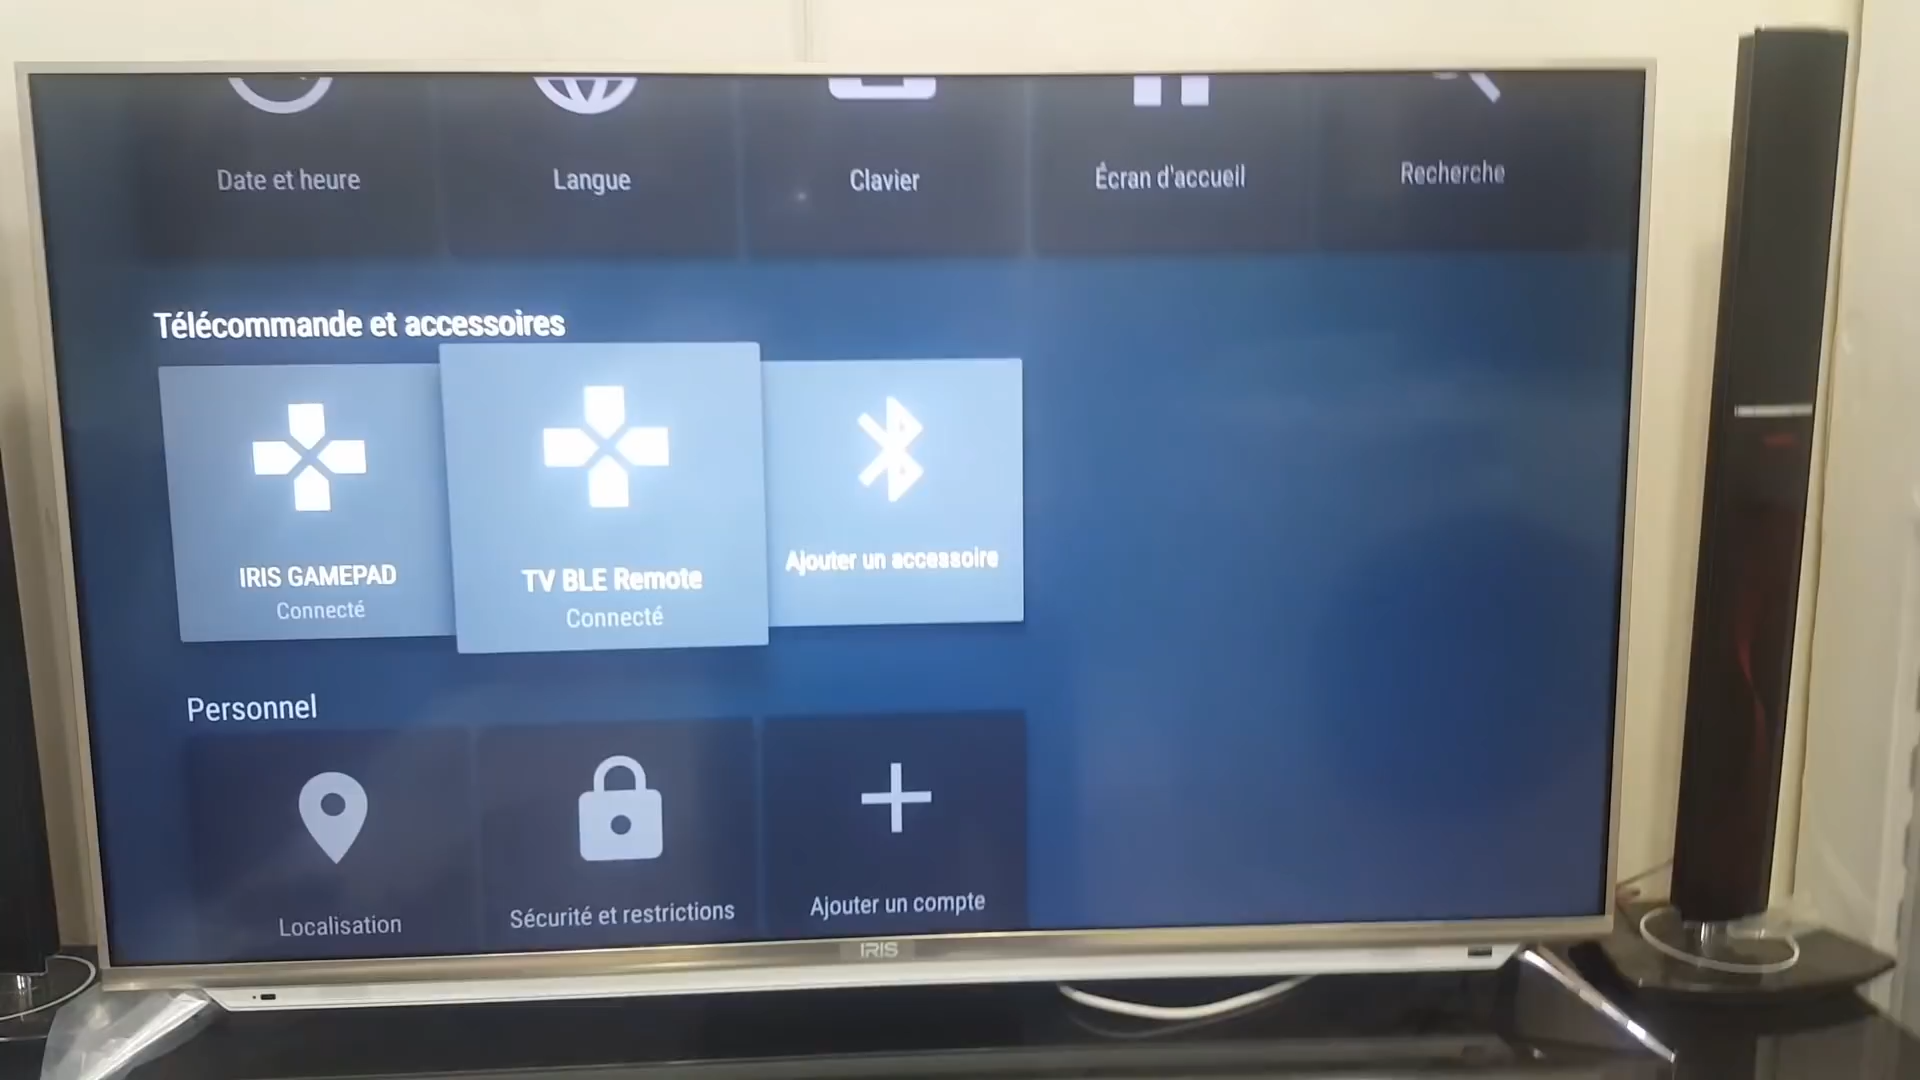 Date et heure
Langue
Clavier
Écran d'accueil
Recherche
Télécommande et accessoires
IRIS GAMEPAD
Connecté
TV BLE Remote
Connecté
Ajouter un accessoire
Personnel
Localisation
Sécurité et restrictions
Ajouter un compte
IRIS